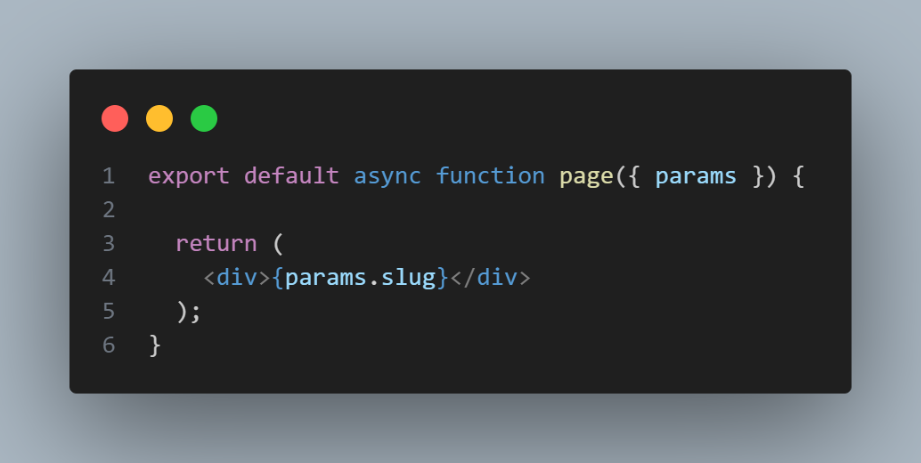 1 export default async function page({ params }) {
2
3 return (
4 <div>{params.slug}</div>
5 );
6 }